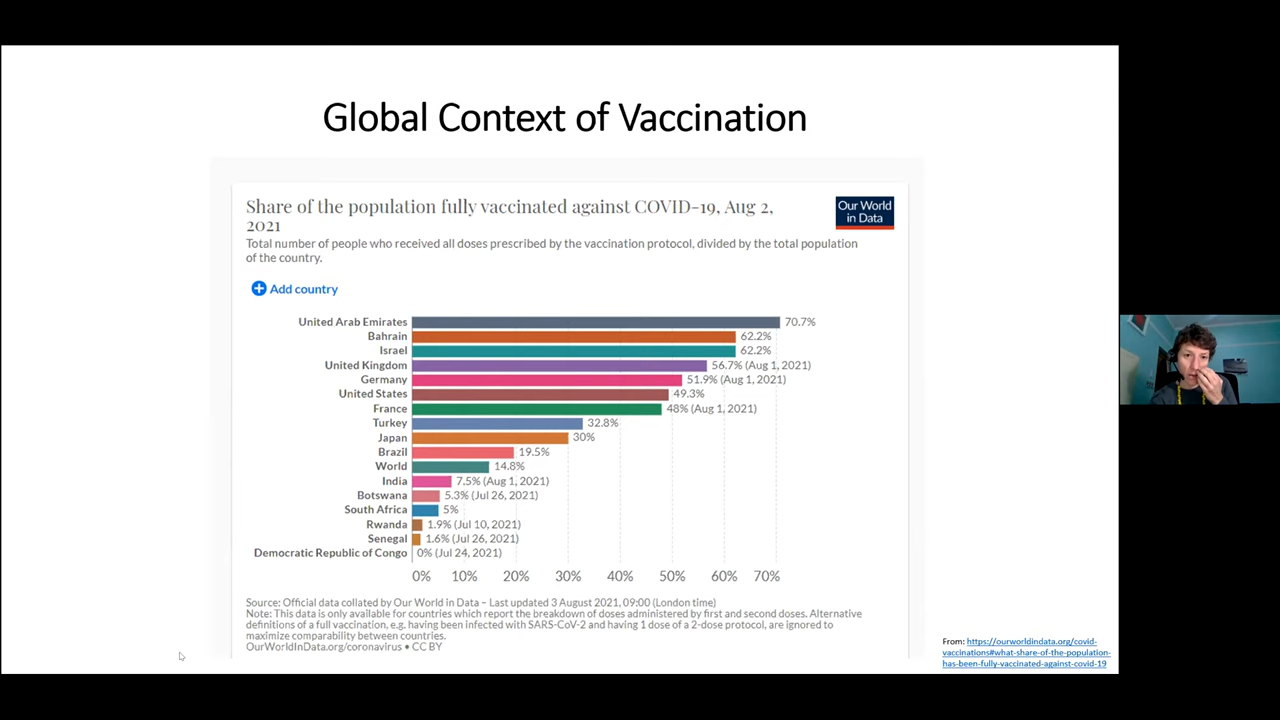 Global Context of Vaccination
Share of the population fully vaccinated against COVID-19, Aug 2,
2021
Our World
in Data
Total number of people who received all doses prescribed by the vaccination protocol, divided by the total population
of the country.
Add country
United Arab Emirates 70.7%
Bahrain 62.2%
Israel 62.2%
United Kingdom 56.7% (Aug 1, 2021)
Germany 51.9% (Aug 1, 2021)
United States 49.3%
France 48% (Aug 1, 2021)
Turkey 32.8%
Japan 30%
Brazil 19.5%
World 14.8%
India 7.5% (Aug 1, 2021)
Botswana 5.3% (Jul 26, 2021)
South Africa 5%
Rwanda 1.9% (Jul 10, 2021)
Senegal 1.6% (Jul 26, 2021)
Democratic Republic of Congo 0% (Jul 24, 2021)
0% 10% 20% 30% 40% 50% 60% 70%
Source: Official data collated by Our World in Data – Last updated 3 August 2021, 09:00 (London time)
Note: This data is only available for countries which report the breakdown of doses administered by first and second doses. Alternative
definitions of a full vaccination, e.g. having been infected with SARS-CoV-2 and having 1 dose of a 2-dose protocol, are ignored to
maximize comparability between countries.
OurWorldInData.org/coronavirus • CC BY
From: https://ourworldindata.org/covid-
vaccinations#what-share-of-the-population-
has-been-fully-vaccinated-against-covid-19